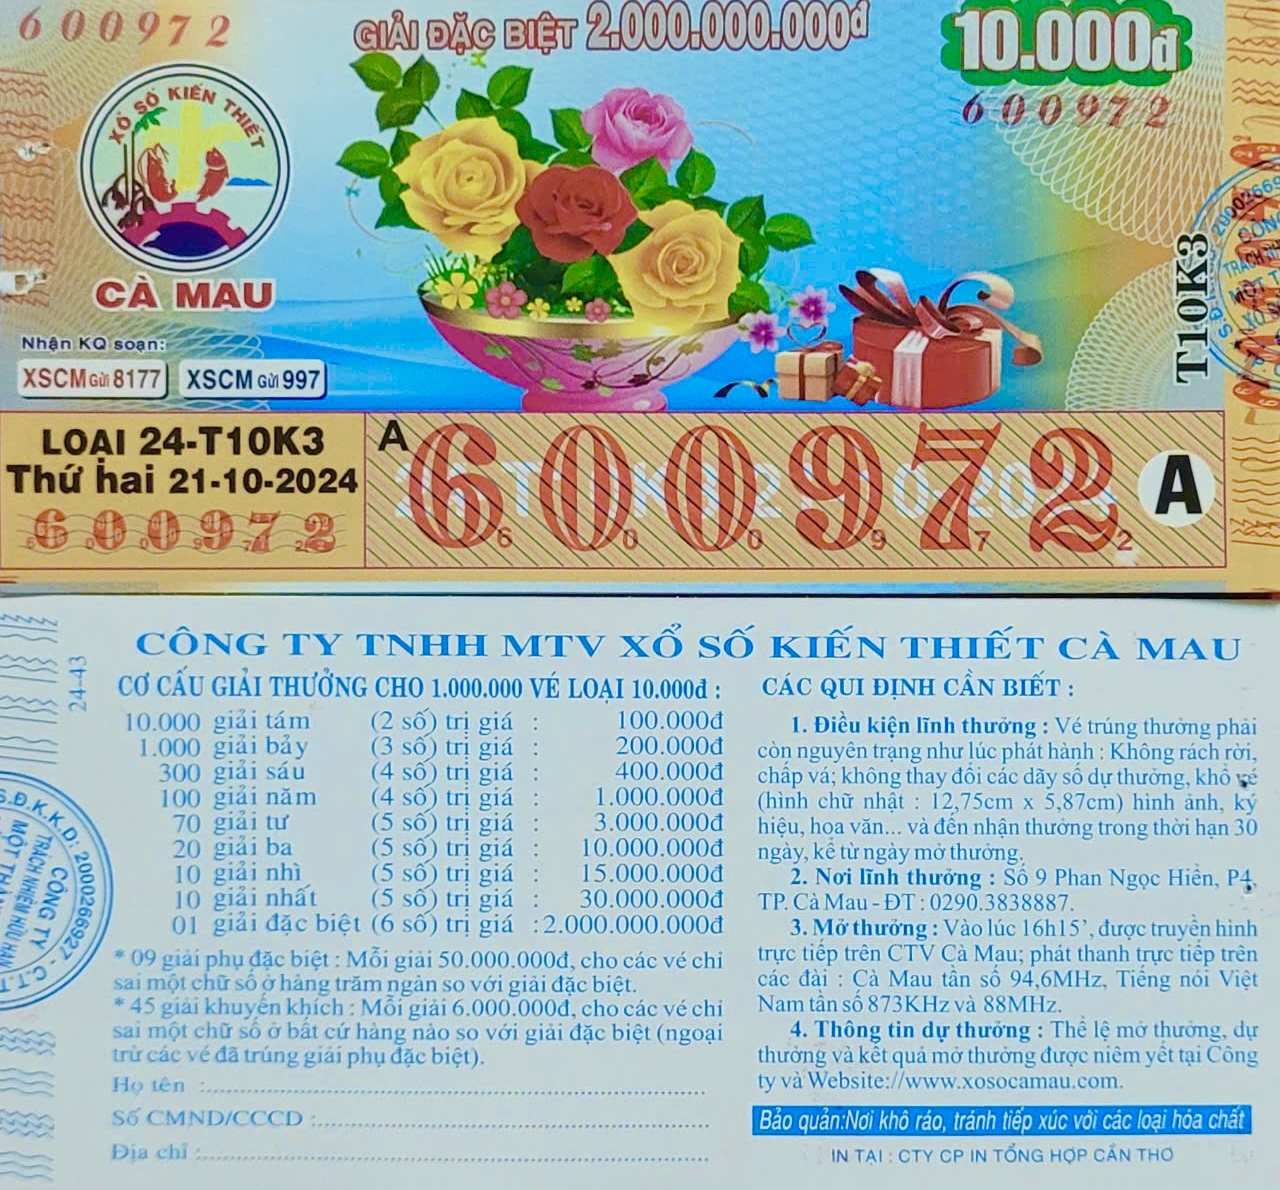 600972
GIẢI ĐẶC BIỆT 2.000.000.000đ
10.000đ
600972
XỔ SỐ KIẾN THIẾT
CÀ MAU
Nhận KQ soạn:
XSCM Gửi 8177 XSCM Gửi 997
T10K3
LOẠI 24-T10K3
Thứ hai 21-10-2024
600972
A 600972 A
CÔNG TY TNHH MTV XỔ SỐ KIẾN THIẾT CÀ MAU
24-43
CƠ CẤU GIẢI THƯỞNG CHO 1.000.000 VÉ LOẠI 10.000đ :
10.000 giải tám (2 số) trị giá : 100.000đ
1.000 giải bảy (3 số) trị giá : 200.000đ
300 giải sáu (4 số) trị giá : 400.000đ
100 giải năm (4 số) trị giá : 1.000.000đ
70 giải tư (5 số) trị giá : 3.000.000đ
20 giải ba (5 số) trị giá : 10.000.000đ
10 giải nhì (5 số) trị giá : 15.000.000đ
10 giải nhất (5 số) trị giá : 30.000.000đ
01 giải đặc biệt (6 số) trị giá :2.000.000.000đ
* 09 giải phụ đặc biệt : Mỗi giải 50.000.000đ, cho các vé chỉ
sai một chữ số ở hàng trăm ngàn so với giải đặc biệt.
* 45 giải khuyến khích : Mỗi giải 6.000.000đ, cho các vé chỉ
sai một chữ số ở bất cứ hàng nào so với giải đặc biệt (ngoại
trừ các vé đã trúng giải phụ đặc biệt).
Họ tên :
Số CMND/CCCD :
Địa chỉ :
CÁC QUI ĐỊNH CẦN BIẾT :
1. Điều kiện lĩnh thưởng : Vé trúng thưởng phải
còn nguyên trạng như lúc phát hành : Không rách rời,
chấp vá; không thay đổi các dãy số dự thưởng, khổ vé
(hình chữ nhật : 12,75cm x 5,87cm) hình ảnh, ký
hiệu, hoa văn... và đến nhận thưởng trong thời hạn 30
ngày, kể từ ngày mở thưởng.
2. Nơi lĩnh thưởng : Số 9 Phan Ngọc Hiển, P4,
TP. Cà Mau - ĐT : 0290.3838887.
3. Mở thưởng : Vào lúc 16h15', được truyền hình
trực tiếp trên CTV Cà Mau; phát thanh trực tiếp trên
các đài : Cà Mau tần số 94,6MHz, Tiếng nói Việt
Nam tần số 873KHz và 88MHz.
4. Thông tin dự thưởng : Thể lệ mở thưởng, dự
thưởng và kết quả mở thưởng được niêm yết tại Công
ty và Website://www.xosocamau.com.
Bảo quản:Nơi khô ráo, tránh tiếp xúc với các loại hóa chất
IN TẠI : CTY CP IN TỔNG HỢP CẦN THƠ
S.Đ.K.K.D: 2000266927 - C.T.T
CÔNG TY
TRÁCH NHIỆM HỮU HẠN